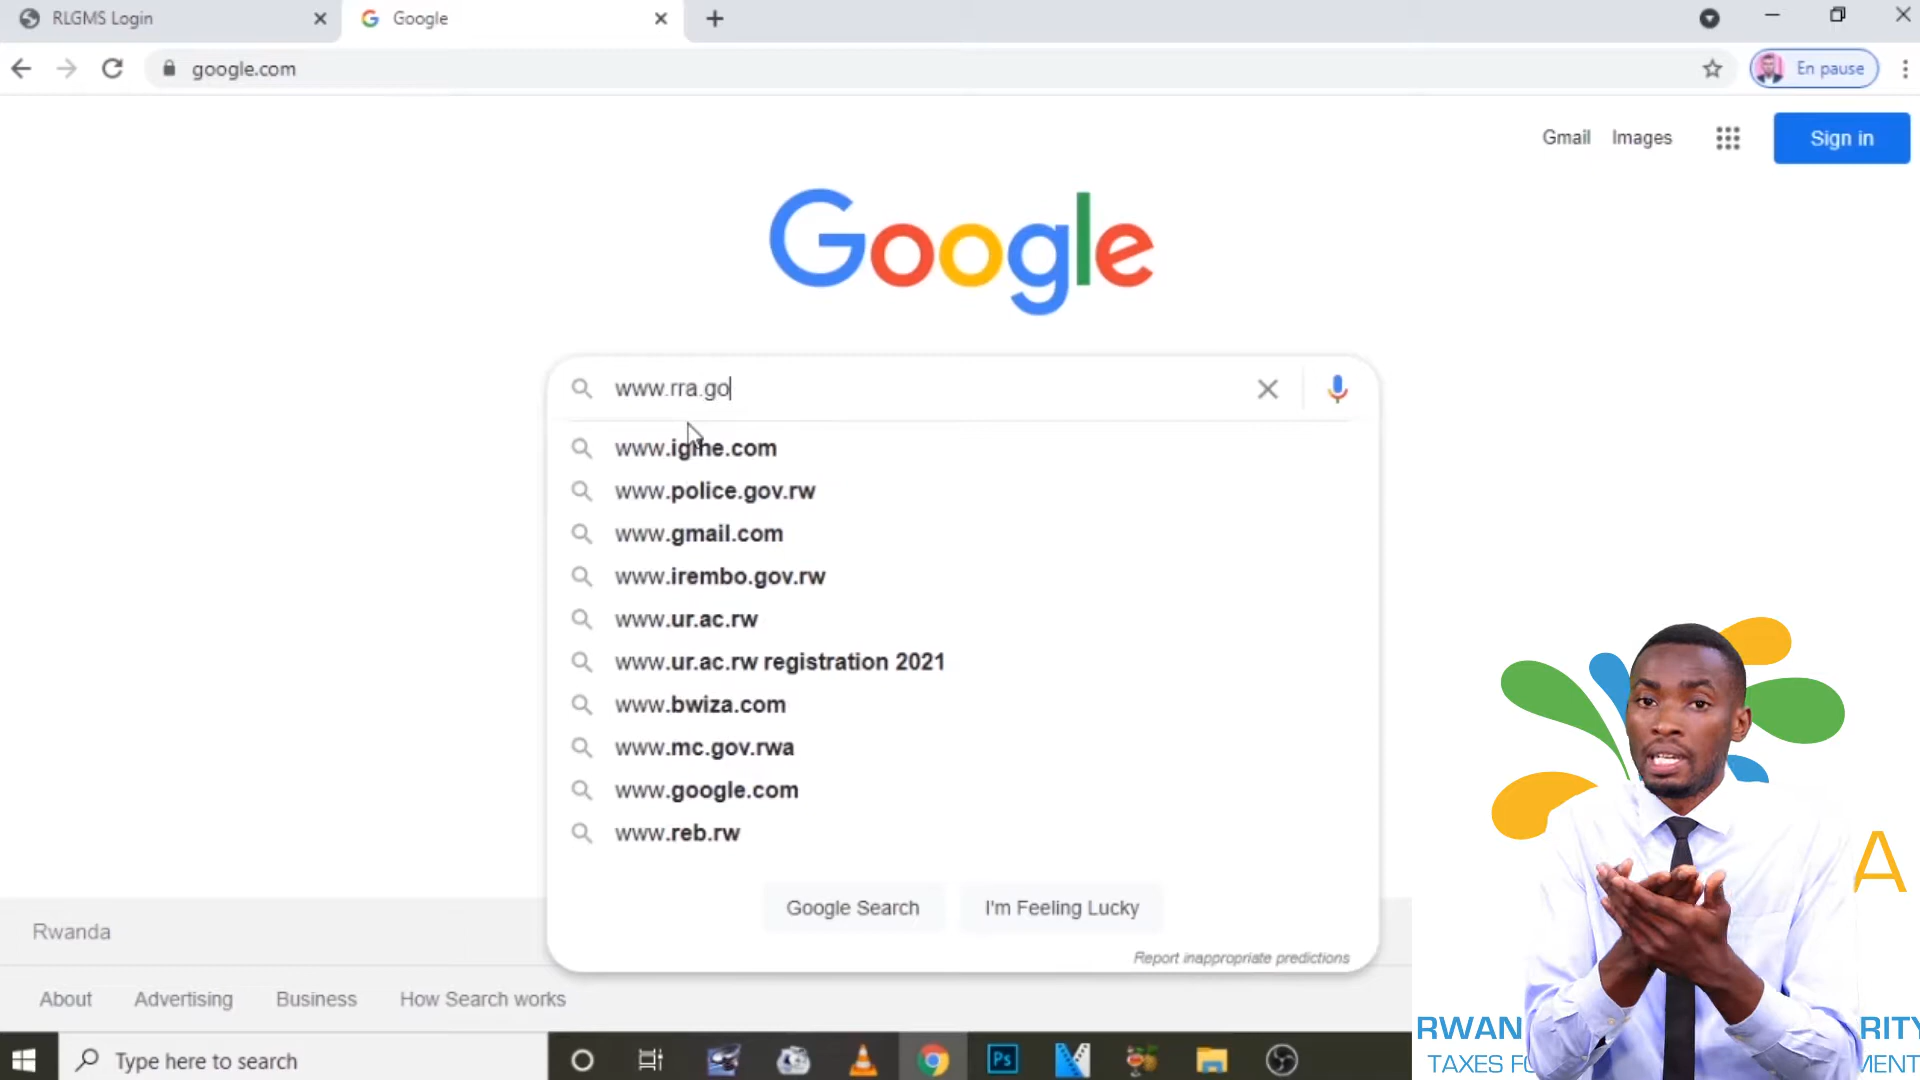 RLGMS Login
Google
google.com
En pause
Gmail
Images
Sign in
Google
www.rra.go
www.igihe.com
www.police.gov.rw
www.gmail.com
www.irembo.gov.rw
www.ur.ac.rw
www.ur.ac.rw registration 2021
www.bwiza.com
www.mc.gov.rwa
www.google.com
www.reb.rw
Google Search
I'm Feeling Lucky
Report inappropriate predictions
Rwanda
About
Advertising
Business
How Search works
Type here to search
Ps
A
RWAN RITY
TAXES FO MENT